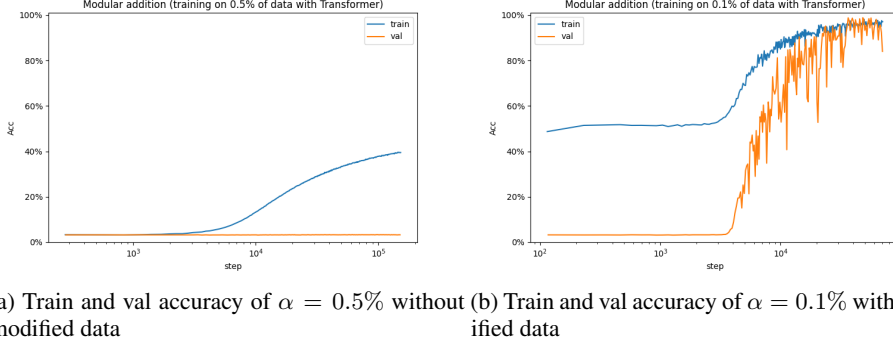 Modular addition (training on 0.5% of data with Transformer)
100%
80%
60%
40%
20%
0%
Acc
train
val
10³
10⁴
10⁵
step
Modular addition (training on 0.1% of data with Transformer)
100%
80%
60%
40%
20%
0%
Acc
train
val
10²
10³
10⁴
step
a) Train and val accuracy of α = 0.5% without
modified data
(b) Train and val accuracy of α = 0.1% with
ified data